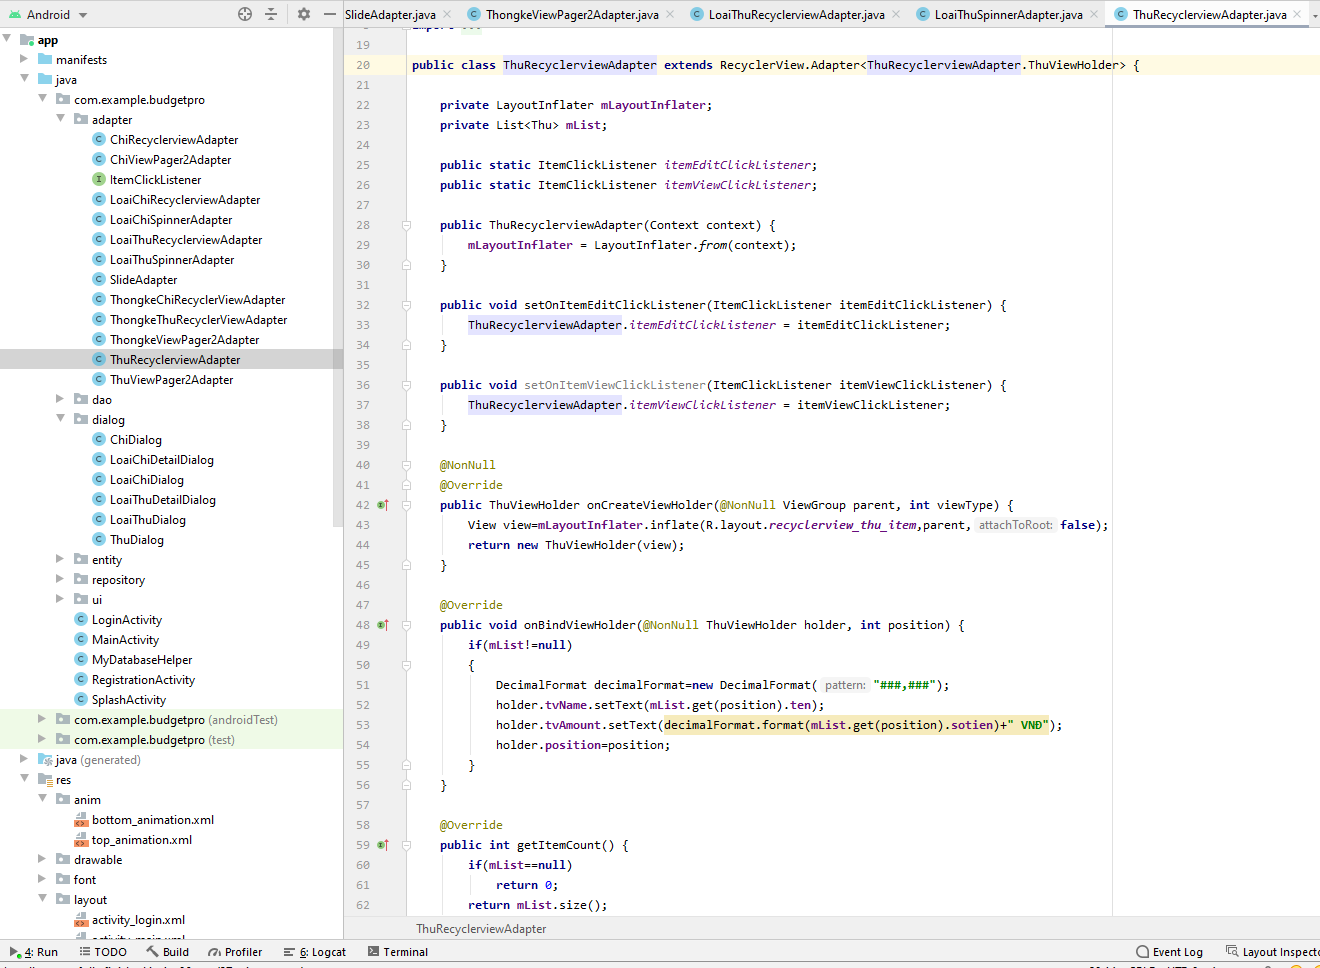 Android
SlideAdapter.java
ThongkeViewPager2Adapter.java
LoaiThuRecyclerviewAdapter.java
LoaiThuSpinnerAdapter.java
ThuRecyclerviewAdapter.java
app
manifests
java
com.example.budgetpro
adapter
ChiRecyclerviewAdapter
ChiViewPager2Adapter
ItemClickListener
LoaiChiRecyclerviewAdapter
LoaiChiSpinnerAdapter
LoaiThuRecyclerviewAdapter
LoaiThuSpinnerAdapter
SlideAdapter
ThongkeChiRecyclerViewAdapter
ThongkeThuRecyclerViewAdapter
ThongkeViewPager2Adapter
ThuRecyclerviewAdapter
ThuViewPager2Adapter
dao
dialog
ChiDialog
LoaiChiDetailDialog
LoaiChiDialog
LoaiThuDetailDialog
LoaiThuDialog
ThuDialog
entity
repository
ui
LoginActivity
MainActivity
MyDatabaseHelper
RegistrationActivity
SplashActivity
com.example.budgetpro (androidTest)
com.example.budgetpro (test)
java (generated)
res
anim
bottom_animation.xml
top_animation.xml
drawable
font
layout
activity_login.xml
19
20 public class ThuRecyclerviewAdapter extends RecyclerView.Adapter<ThuRecyclerviewAdapter.ThuViewHolder> {
21
22 private LayoutInflater mLayoutInflater;
23 private List<Thu> mList;
24
25 public static ItemClickListener itemEditClickListener;
26 public static ItemClickListener itemViewClickListener;
27
28 public ThuRecyclerviewAdapter(Context context) {
29 mLayoutInflater = LayoutInflater.from(context);
30 }
31
32 public void setOnItemEditClickListener(ItemClickListener itemEditClickListener) {
33 ThuRecyclerviewAdapter.itemEditClickListener = itemEditClickListener;
34 }
35
36 public void setOnItemViewClickListener(ItemClickListener itemViewClickListener) {
37 ThuRecyclerviewAdapter.itemViewClickListener = itemViewClickListener;
38 }
39
40 @NonNull
41 @Override
42 public ThuViewHolder onCreateViewHolder(@NonNull ViewGroup parent, int viewType) {
43 View view=mLayoutInflater.inflate(R.layout.recyclerview_thu_item,parent, attachToRoot: false);
44 return new ThuViewHolder(view);
45 }
46
47 @Override
48 public void onBindViewHolder(@NonNull ThuViewHolder holder, int position) {
49 if(mList!=null)
50 {
51 DecimalFormat decimalFormat=new DecimalFormat( pattern: "###,###");
52 holder.tvName.setText(mList.get(position).ten);
53 holder.tvAmount.setText(decimalFormat.format(mList.get(position).sotien)+" VNĐ");
54 holder.position=position;
55 }
56 }
57
58 @Override
59 public int getItemCount() {
60 if(mList==null)
61 return 0;
62 return mList.size();
ThuRecyclerviewAdapter
4: Run TODO Build Profiler 6: Logcat Terminal Event Log Layout Inspecto